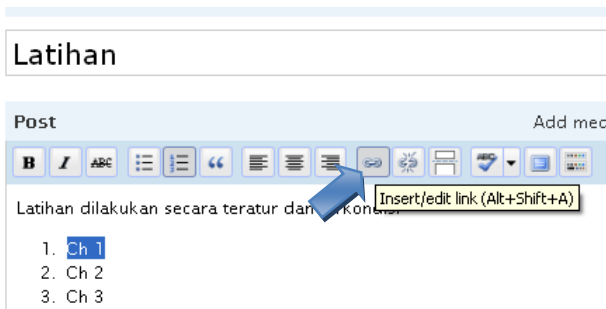 Latihan
Post Add med
B I ABC
ABC
Insert/edit link (Alt+Shift+A)
Latihan dilakukan secara teratur dan
1. Ch 1
2. Ch 2
3. Ch 3